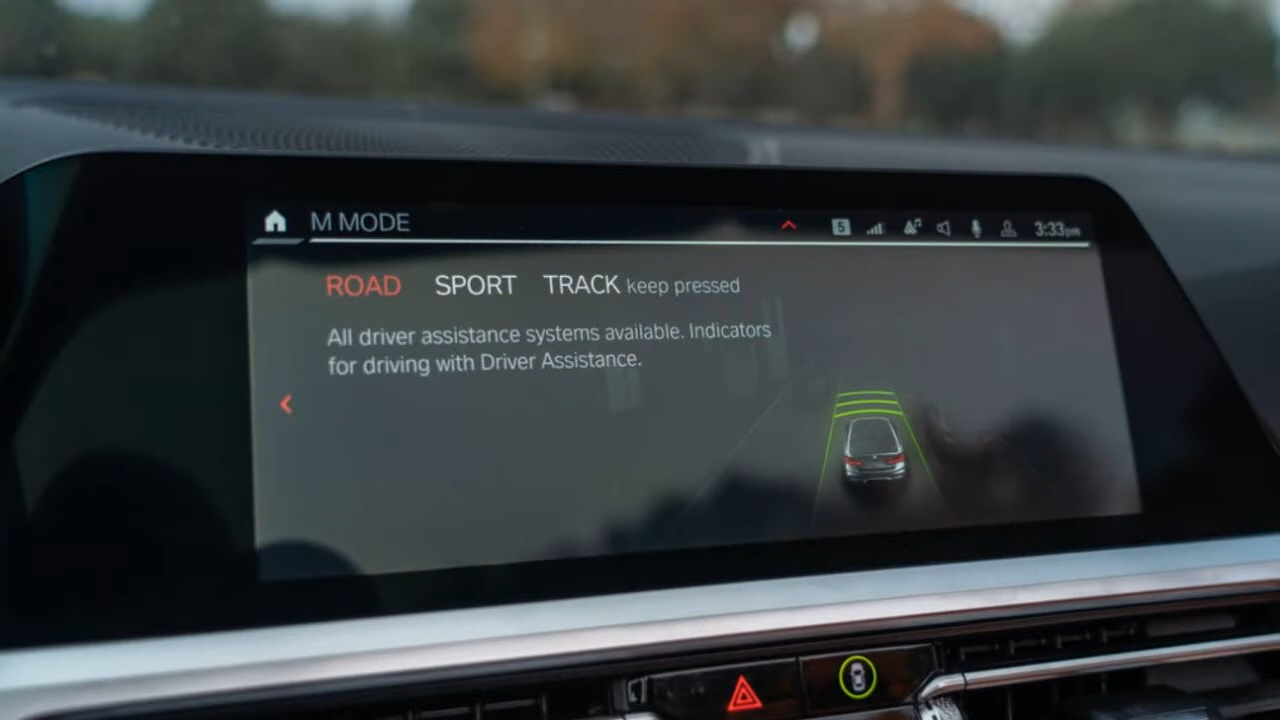 M MODE
5
3:33pm
ROAD SPORT TRACK keep pressed
All driver assistance systems available. Indicators
for driving with Driver Assistance.